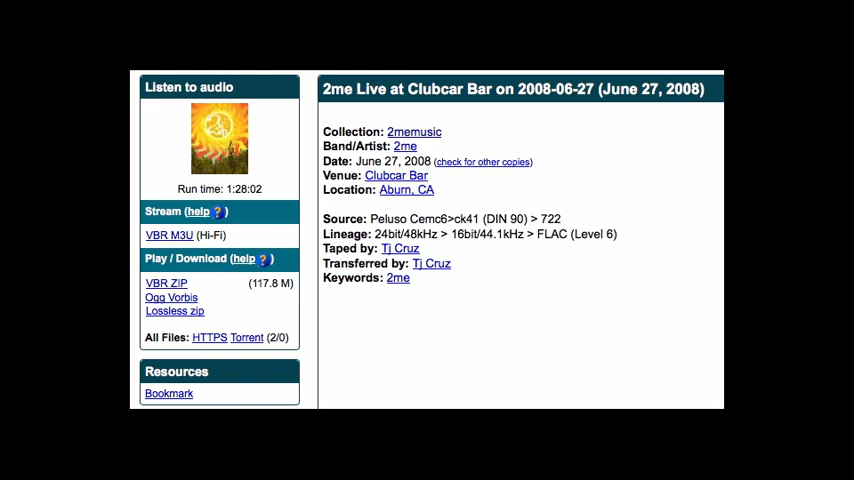 Listen to audio
Run time: 1:28:02
Stream (help ?)
VBR M3U (Hi-Fi)
Play / Download (help ?)
VBR ZIP (117.8 M)
Ogg Vorbis
Lossless zip
All Files: HTTPS Torrent (2/0)
Resources
Bookmark
2me Live at Clubcar Bar on 2008-06-27 (June 27, 2008)
Collection: 2memusic
Band/Artist: 2me
Date: June 27, 2008 (check for other copies)
Venue: Clubcar Bar
Location: Aburn, CA
Source: Peluso Cemc6>ck41 (DIN 90) > 722
Lineage: 24bit/48kHz > 16bit/44.1kHz > FLAC (Level 6)
Taped by: Tj Cruz
Transferred by: Tj Cruz
Keywords: 2me